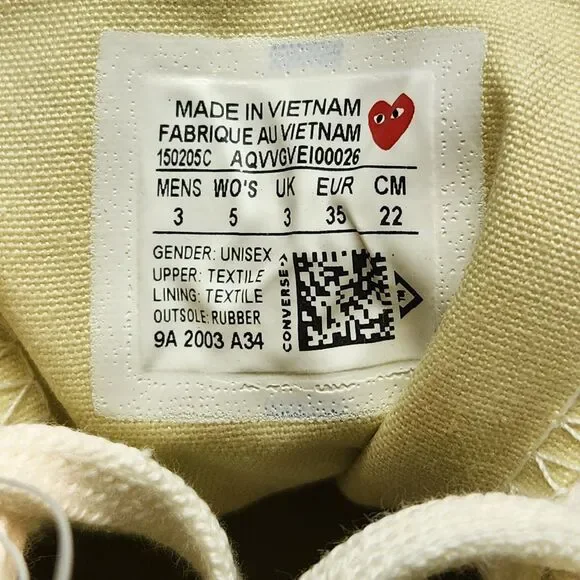 MADE IN VIETNAM
FABRIQUE AU VIETNAM
150205C AQVVGVEI00026
MENS WO'S UK EUR CM
3 5 3 35 22
GENDER: UNISEX
UPPER: TEXTILE
LINING: TEXTILE
OUTSOLE: RUBBER
9A 2003 A34
CONVERSE